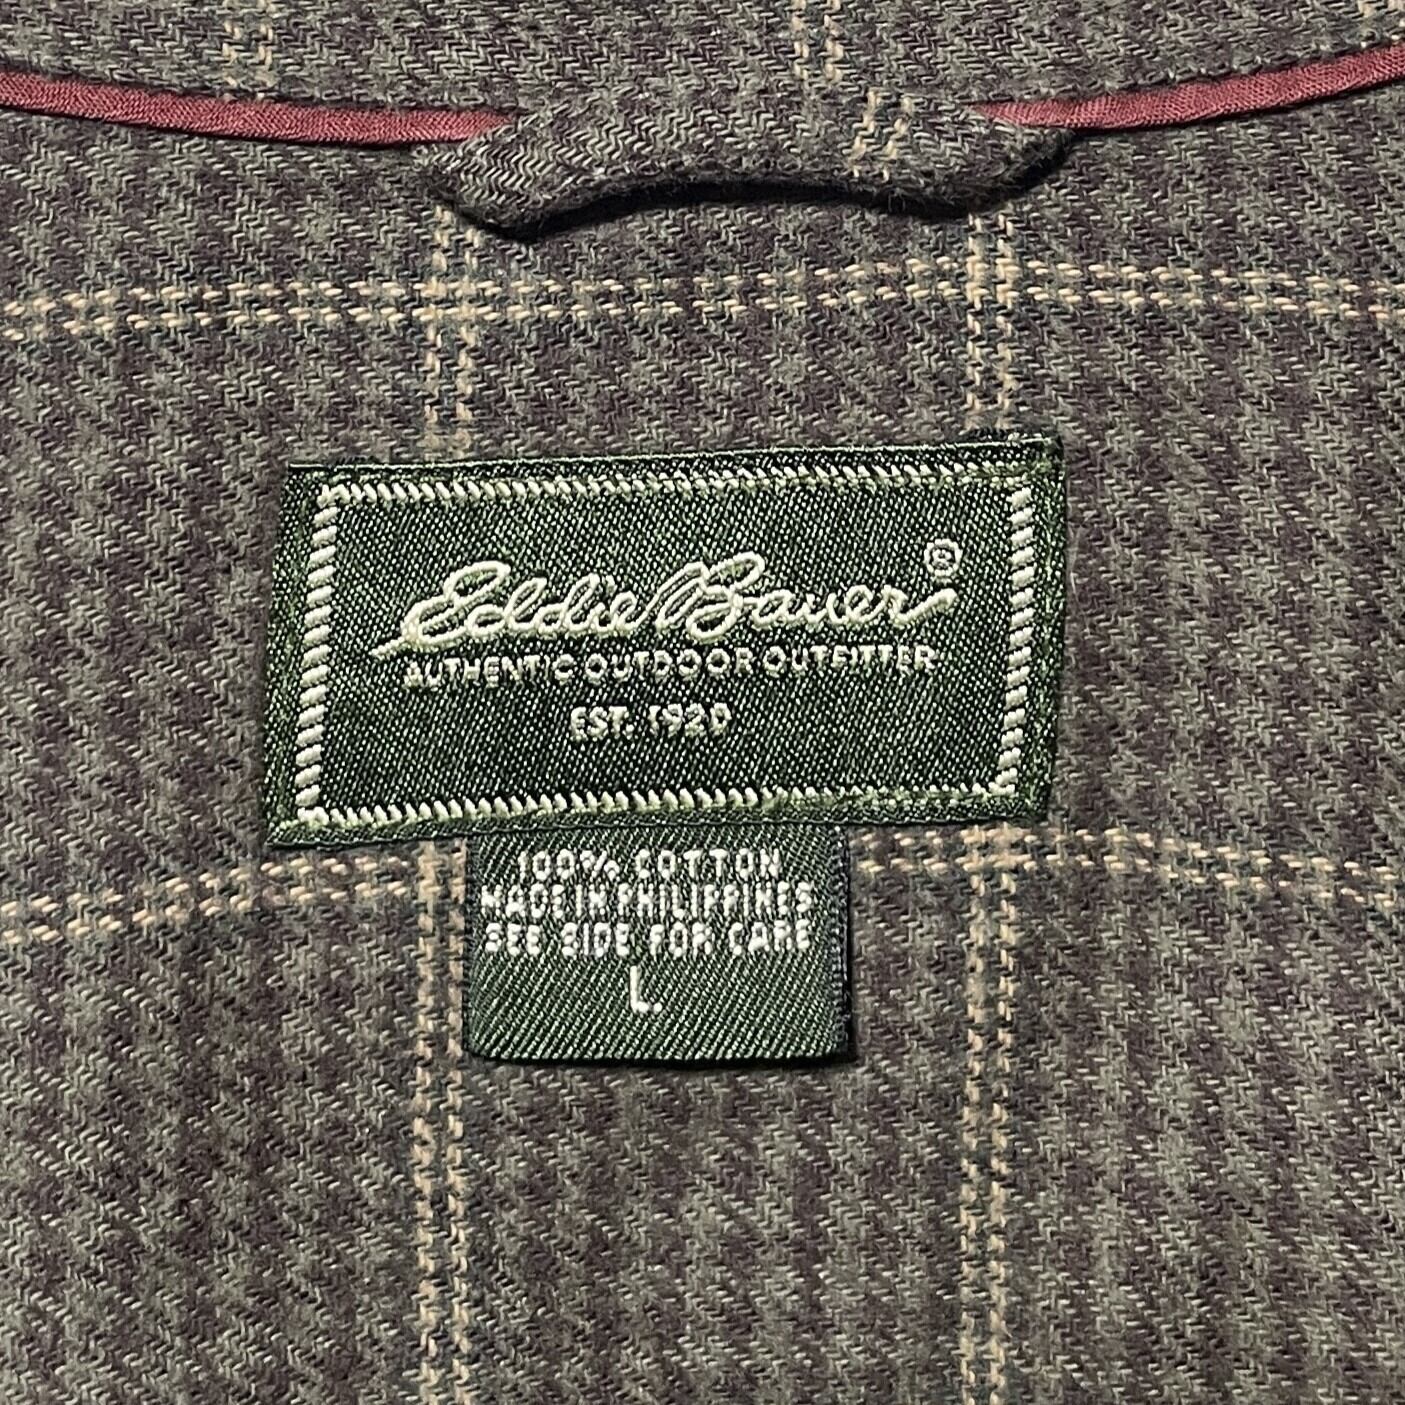 Eddie Bauer®
AUTHENTIC OUTDOOR OUTFITTER
EST. 1920
100% COTTON
MADE IN PHILIPPINES
SEE SIDE FOR CARE
L